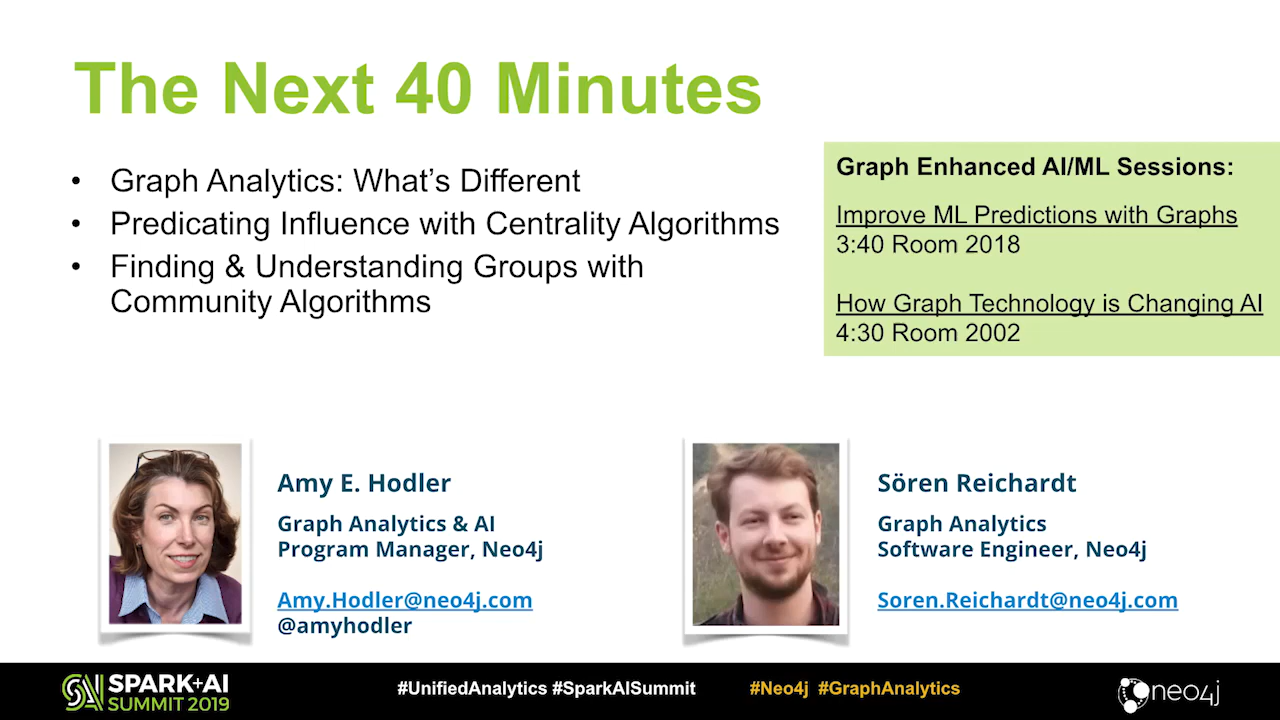 The Next 40 Minutes
• Graph Analytics: What's Different
• Predicating Influence with Centrality Algorithms
• Finding & Understanding Groups with
Community Algorithms
Graph Enhanced AI/ML Sessions:
Improve ML Predictions with Graphs
3:40 Room 2018
How Graph Technology is Changing AI
4:30 Room 2002
Amy E. Hodler
Graph Analytics & AI
Program Manager, Neo4j
Amy.Hodler@neo4j.com
@amyhodler
Sören Reichardt
Graph Analytics
Software Engineer, Neo4j
Soren.Reichardt@neo4j.com
SPARK+AI
SUMMIT 2019
#UnifiedAnalytics #SparkAISummit
#Neo4j #GraphAnalytics
neo4j